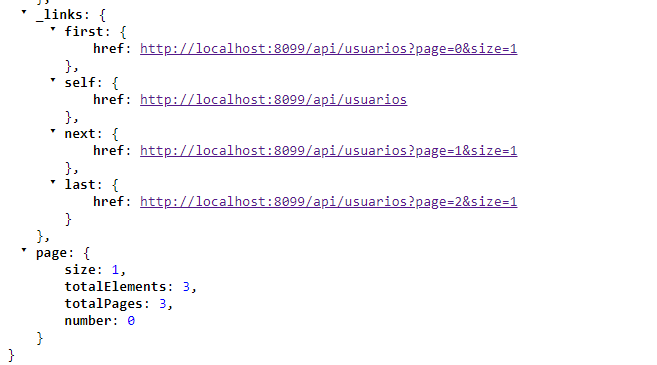 },
_links: {
first: {
href: http://localhost:8099/api/usuarios?page=0&size=1
},
self: {
href: http://localhost:8099/api/usuarios
},
next: {
href: http://localhost:8099/api/usuarios?page=1&size=1
},
last: {
href: http://localhost:8099/api/usuarios?page=2&size=1
}
},
page: {
size: 1,
totalElements: 3,
totalPages: 3,
number: 0
}
}